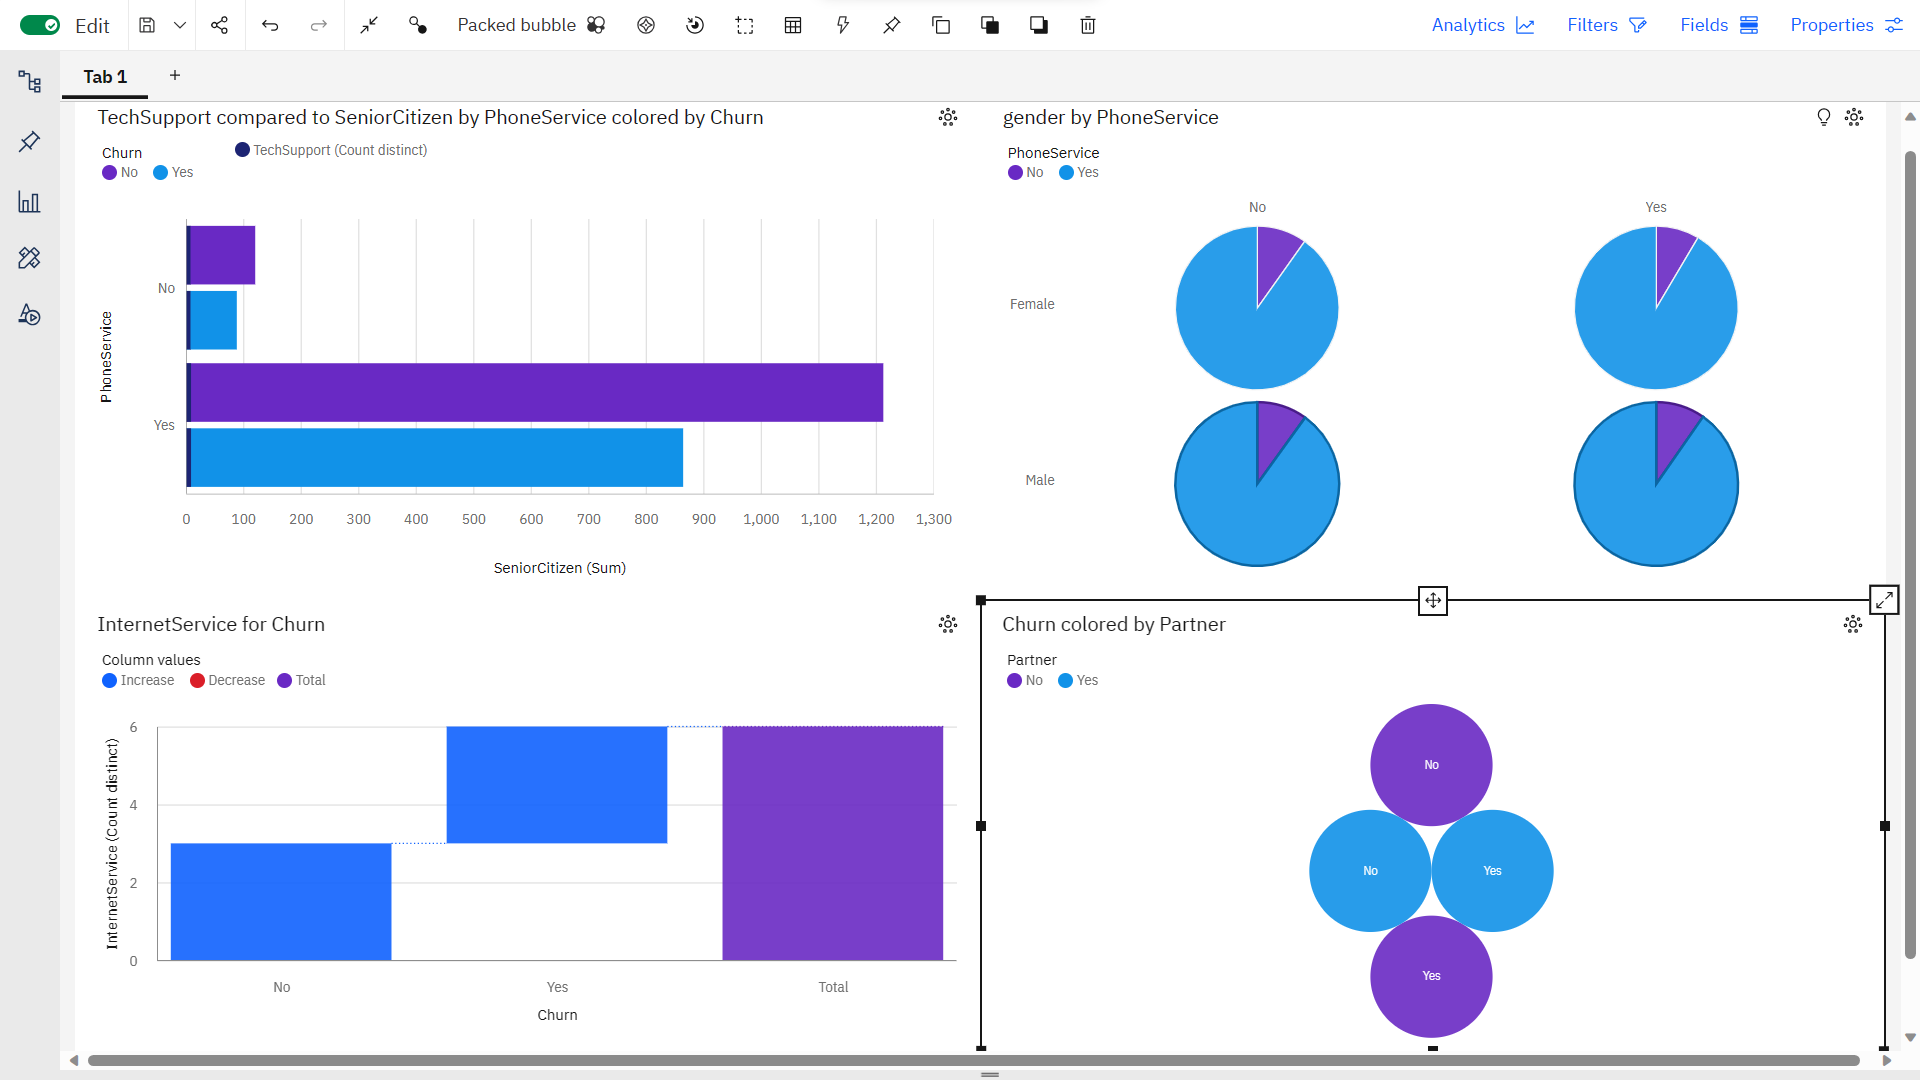 Edit
Packed bubble
Analytics
Filters
Fields
Properties
Tab 1
+
TechSupport compared to SeniorCitizen by PhoneService colored by Churn
Churn
No Yes
TechSupport (Count distinct)
PhoneService
No
Yes
0 100 200 300 400 500 600 700 800 900 1,000 1,100 1,200 1,300
SeniorCitizen (Sum)
gender by PhoneService
PhoneService
No Yes
No Yes
Female
Male
InternetService for Churn
Column values
Increase Decrease Total
InternetService (Count distinct)
6
4
2
0
No Yes Total
Churn
Churn colored by Partner
Partner
No Yes
No
No Yes
Yes